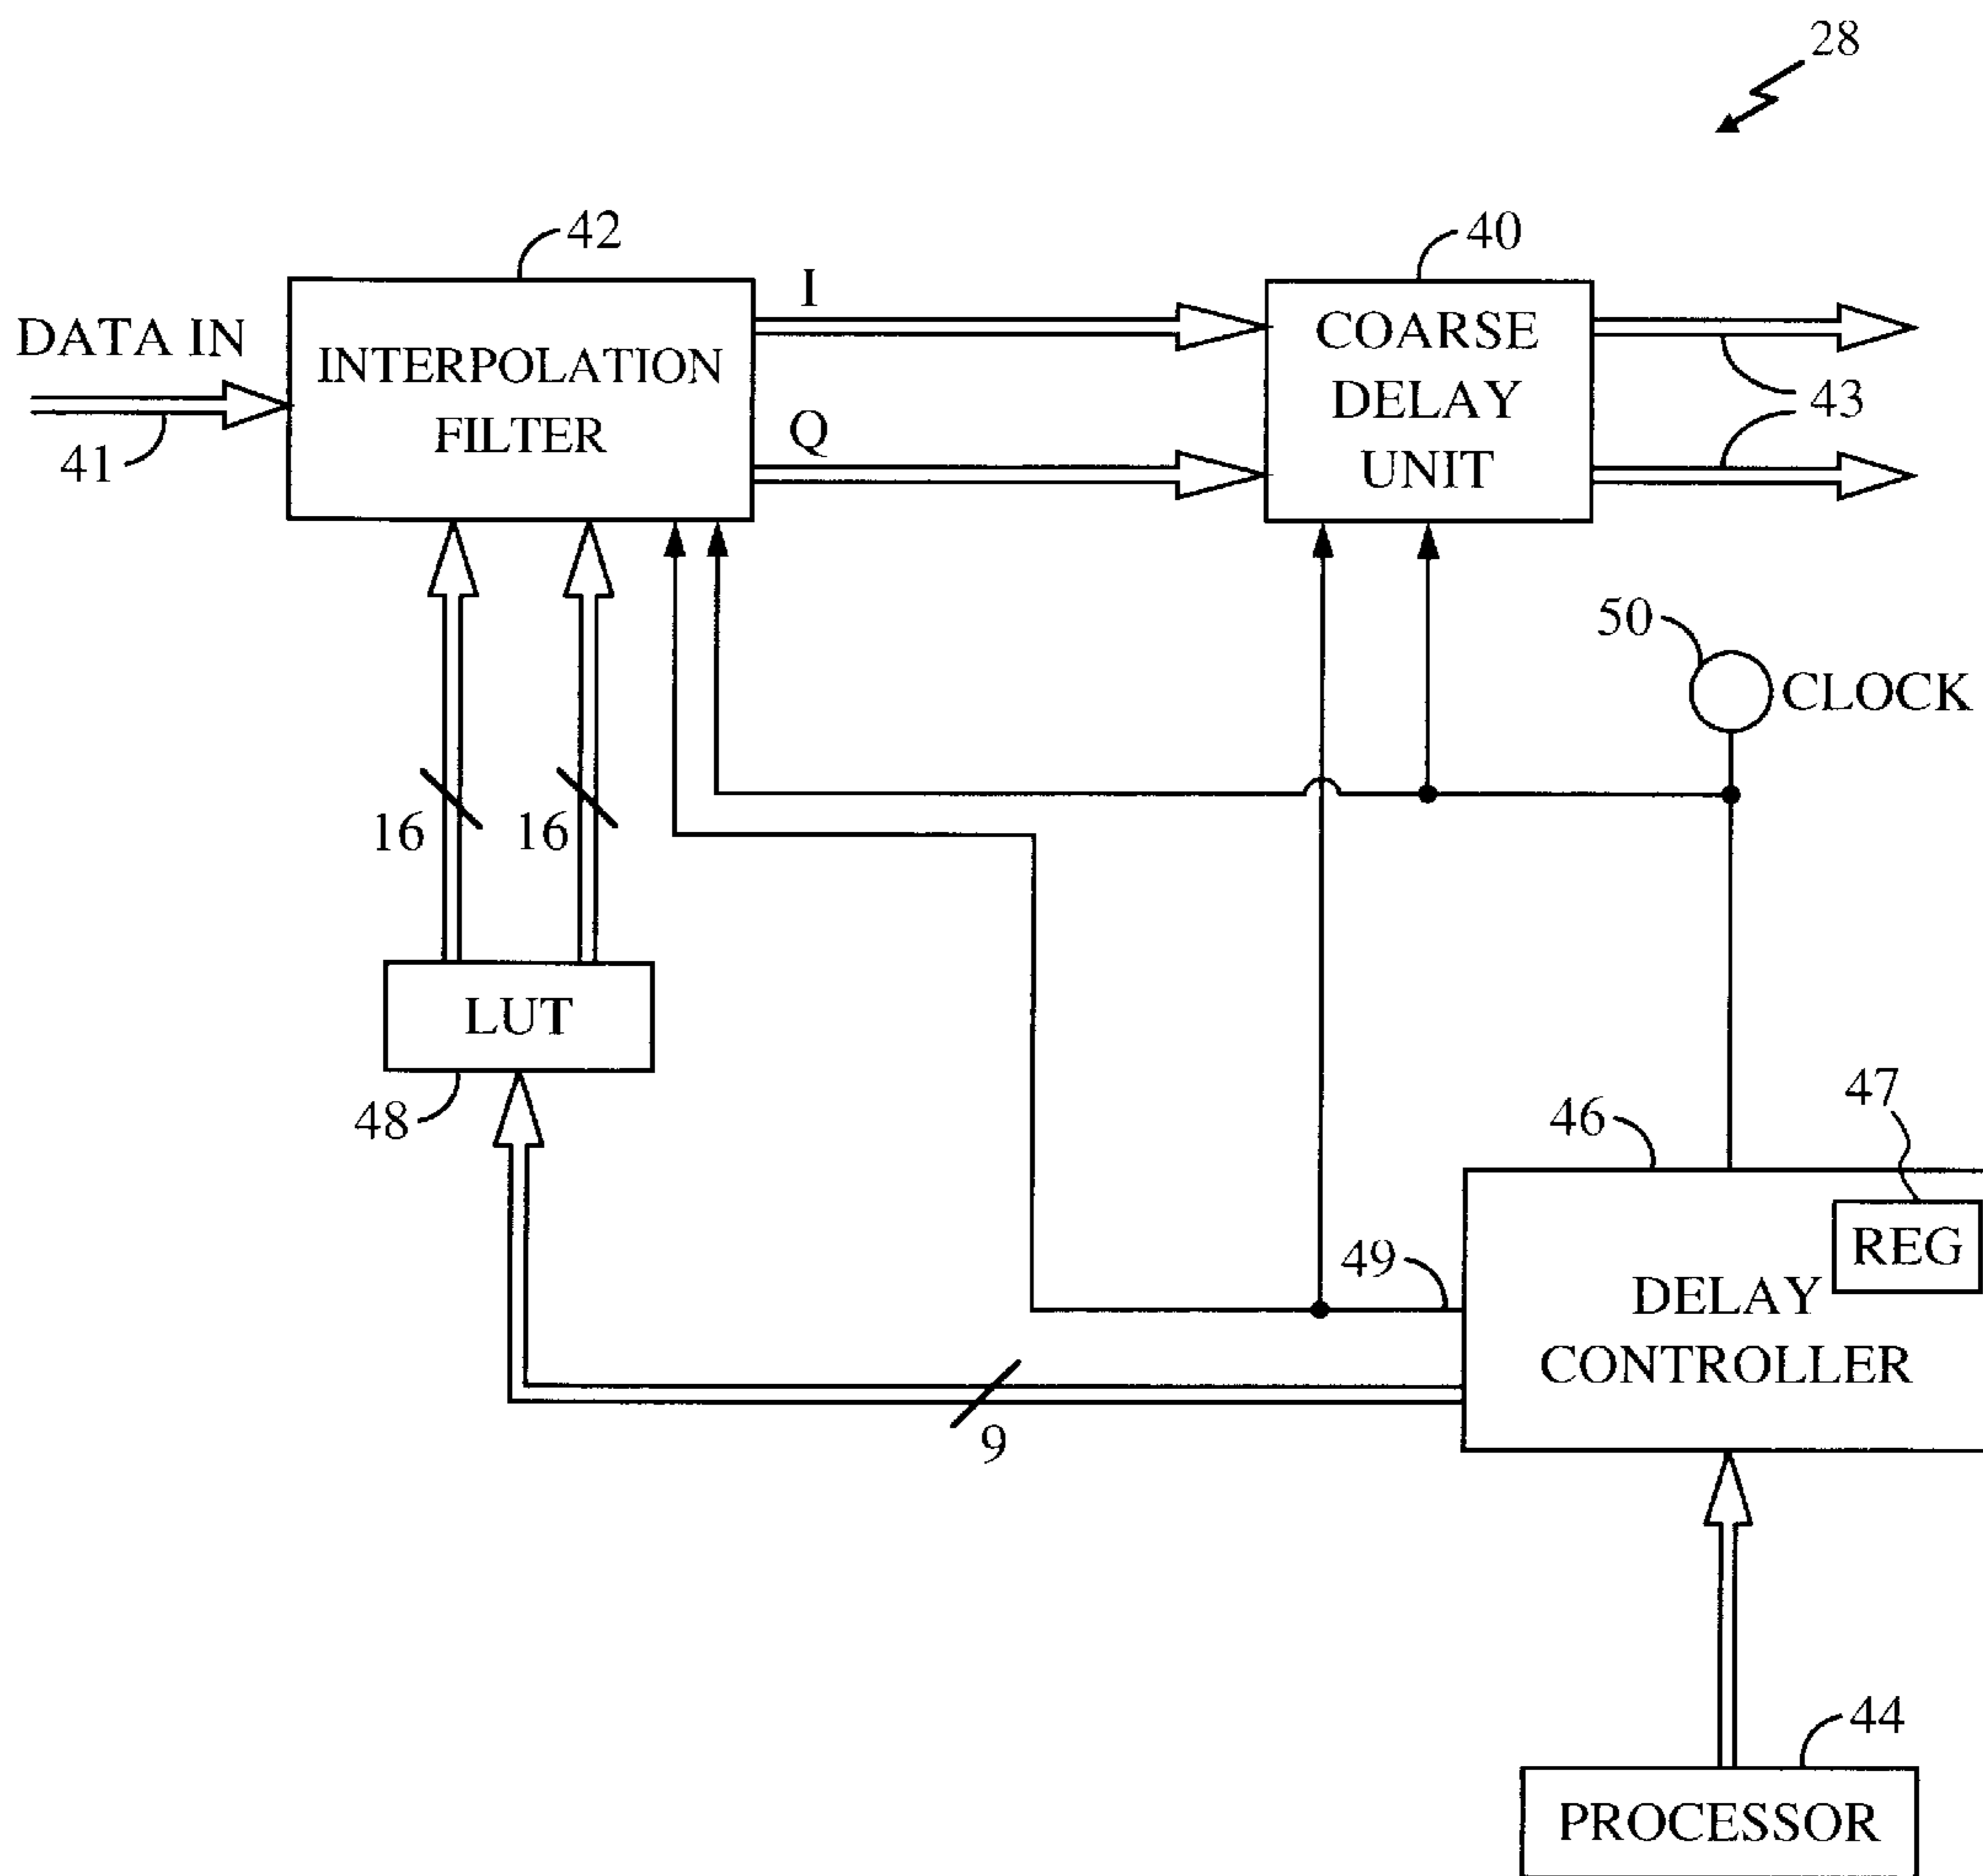 28
42
40
I
DATA IN
INTERPOLATION
FILTER
COARSE
DELAY
UNIT
43
Q
41
50
CLOCK
16
16
LUT
48
46
47
REG
49
DELAY
CONTROLLER
9
44
PROCESSOR